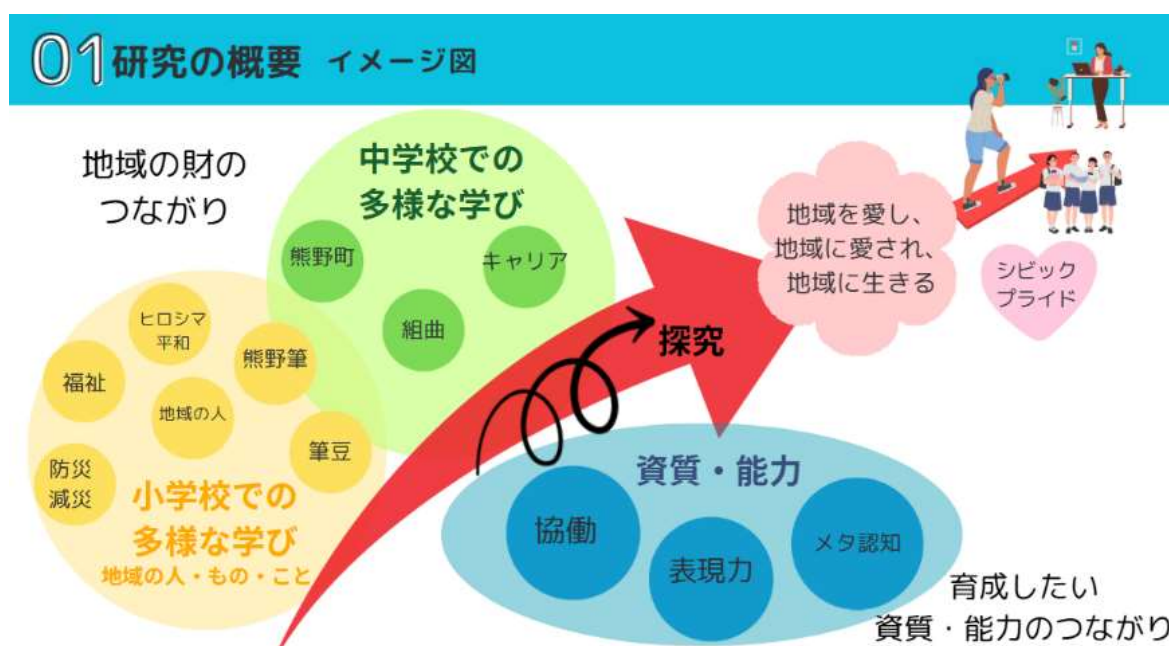 01研究の概要 イメージ図
地域の財の
つながり
中学校での
多様な学び
熊野町
キャリア
組曲
ヒロシマ
平和
熊野筆
福祉
地域の人
筆豆
防災
減災
小学校での
多様な学び
地域の人・もの・こと
探究
地域を愛し、
地域に愛され、
地域に生きる
シビック
プライド
資質・能力
協働
表現力
メタ認知
育成したい
資質・能力のつながり